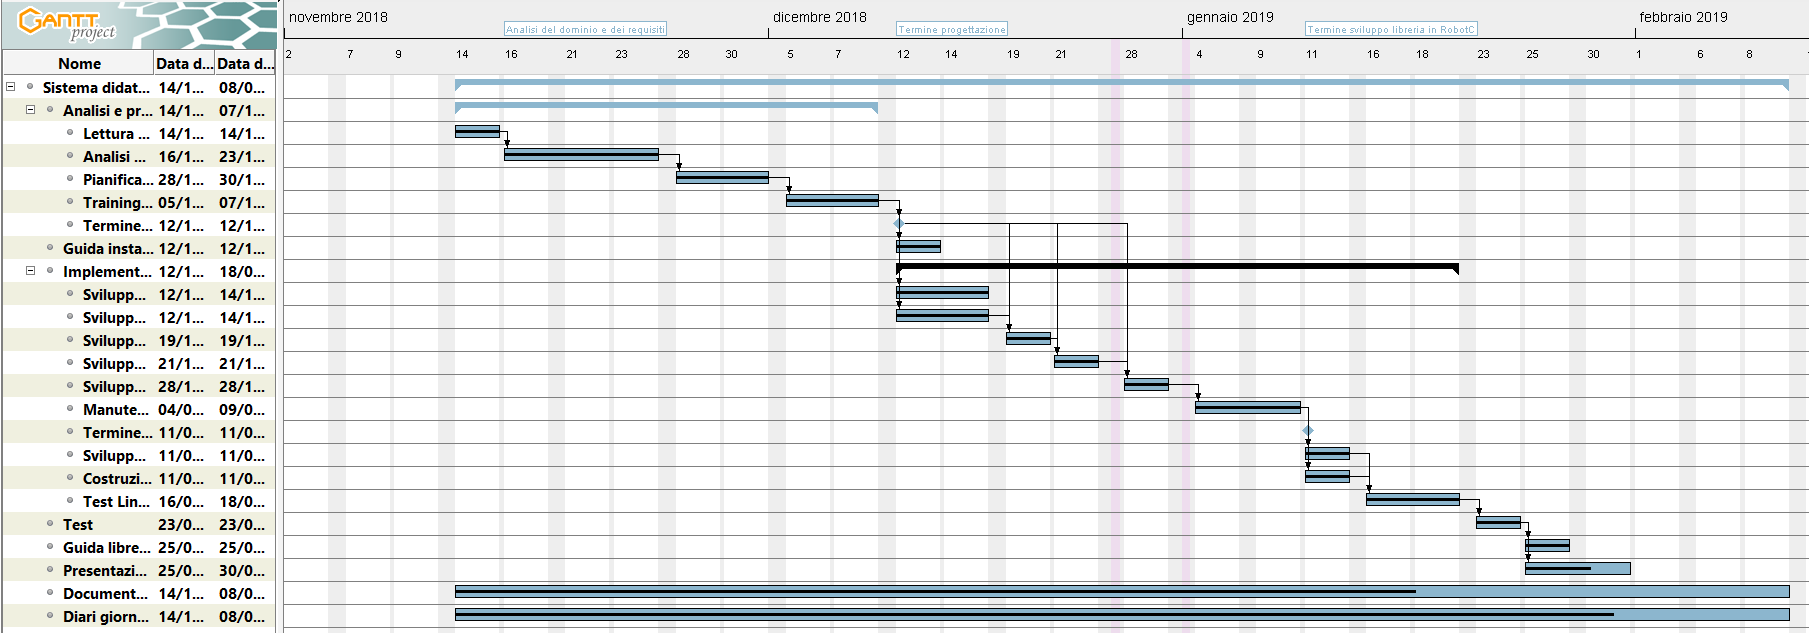 GANTT
project
novembre 2018
dicembre 2018
gennaio 2019
febbraio 2019
Analisi del dominio e dei requisiti
Termine progettazione
Termine sviluppo libreria in RobotC
2 7 9 14 16 21 23 28 30 5 7 12 14 19 21 28 4 9 11 16 18 23 25 30 1 6 8
Nome Data d... Data d...
Sistema didat... 14/1... 08/0...
Analisi e pr... 14/1... 07/1...
Lettura ... 14/1... 14/1...
Analisi ... 16/1... 23/1...
Pianifica... 28/1... 30/1...
Training... 05/1... 07/1...
Termine... 12/1... 12/1...
Guida insta... 12/1... 12/1...
Implement... 12/1... 18/0...
Svilupp... 12/1... 14/1...
Svilupp... 12/1... 14/1...
Svilupp... 19/1... 19/1...
Svilupp... 21/1... 21/1...
Svilupp... 28/1... 28/1...
Manute... 04/0... 09/0...
Termine... 11/0... 11/0...
Svilupp... 11/0... 11/0...
Costruzi... 11/0... 11/0...
Test Lin... 16/0... 18/0...
Test 23/0... 23/0...
Guida libre... 25/0... 25/0...
Presentazi... 25/0... 30/0...
Document... 14/1... 08/0...
Diari giorn... 14/1... 08/0...